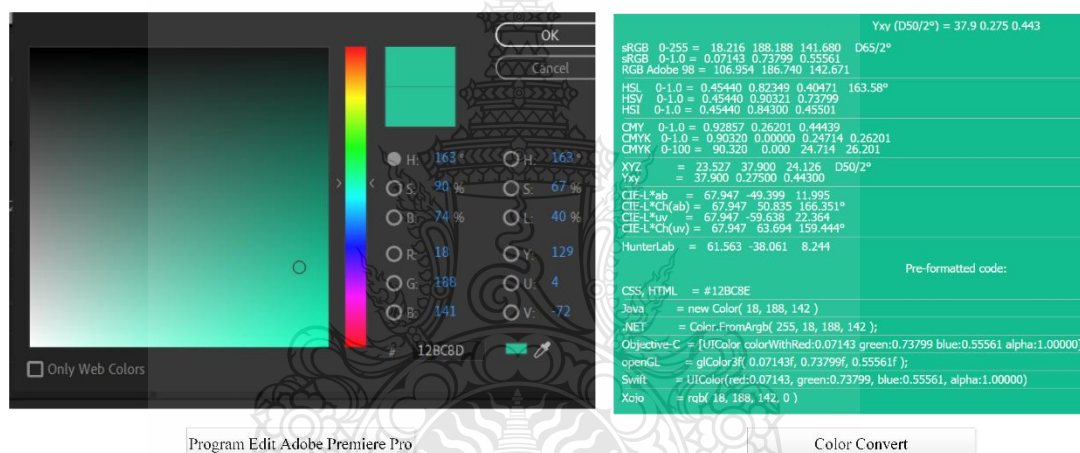 OK
Cancel
H: 163 °
H: 163 °
S: 90 %
S: 67 %
B: 74 %
L: 40 %
R: 18
Y: 129
G: 188
U: 4
B: 141
V: -72
# 12BC8D
Only Web Colors
Yxy (D50/2°) = 37.9 0.275 0.443
sRGB 0-255 = 18.216 188.188 141.680 D65/2°
sRGB 0-1.0 = 0.07143 0.73799 0.55561
RGB Adobe 98 = 106.954 186.740 142.671
HSL 0-1.0 = 0.45440 0.82349 0.40471 163.58°
HSV 0-1.0 = 0.45440 0.90321 0.73799
HSI 0-1.0 = 0.45440 0.84300 0.45501
CMY 0-1.0 = 0.92857 0.26201 0.44439
CMYK 0-1.0 = 0.90320 0.00000 0.24714 0.26201
CMYK 0-100 = 90.320 0.000 24.714 26.201
XYZ = 23.527 37.900 24.126 D50/2°
Yxy = 37.900 0.27500 0.44300
CIE-L*ab = 67.947 -49.399 11.995
CIE-L*Ch(ab) = 67.947 50.835 166.351°
CIE-L*uv = 67.947 -59.638 22.364
CIE-L*Ch(uv) = 67.947 63.694 159.444°
HunterLab = 61.563 -38.061 8.244
Pre-formatted code:
CSS, HTML = #12BC8E
Java = new Color( 18, 188, 142 )
.NET = Color.FromArgb( 255, 18, 188, 142 );
Objective-C = [UIColor colorWithRed:0.07143 green:0.73799 blue:0.55561 alpha:1.00000]
openGL = glColor3f( 0.07143f, 0.73799f, 0.55561f );
Swift = UIColor(red:0.07143, green:0.73799, blue:0.55561, alpha:1.00000)
Xojo = rgb( 18, 188, 142, 0 )
Program Edit Adobe Premiere Pro
Color Convert